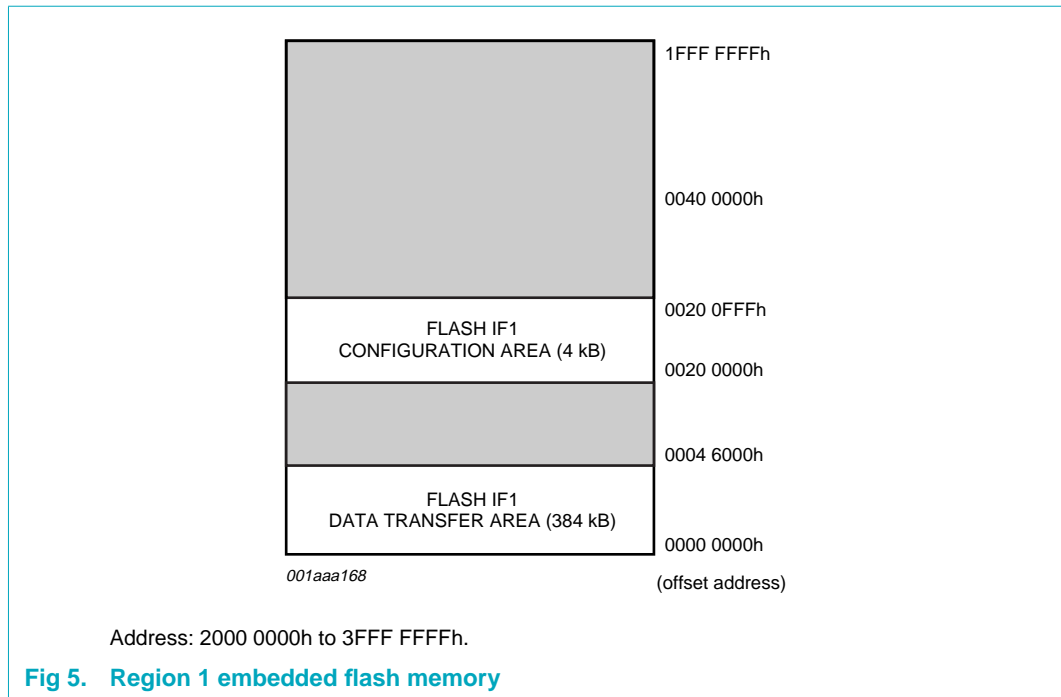 1FFF FFFFh
0040 0000h
0020 0FFFh
FLASH IF1
CONFIGURATION AREA (4 kB)
0020 0000h
0004 6000h
FLASH IF1
DATA TRANSFER AREA (384 kB)
0000 0000h
001aaa168
(offset address)
Address: 2000 0000h to 3FFF FFFFh.
Fig 5. Region 1 embedded flash memory